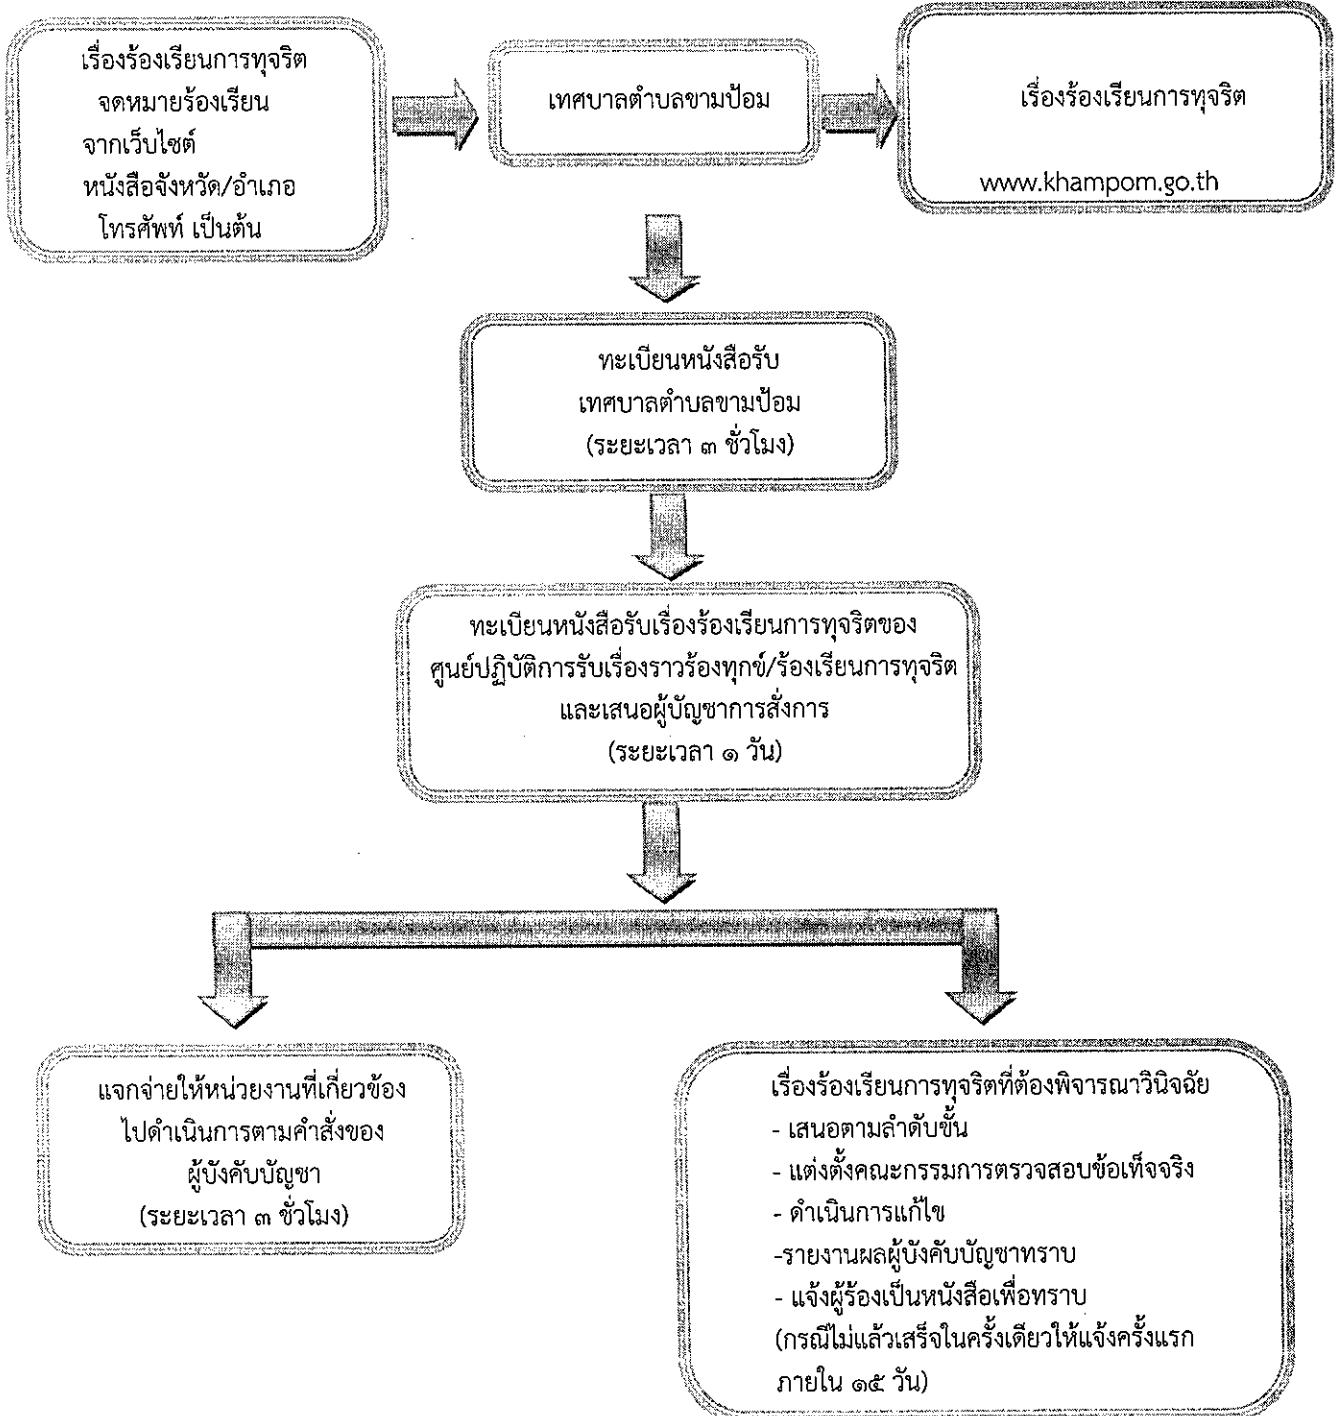 เรื่องร้องเรียนการทุจริต
จดหมายร้องเรียน
จากเว็บไซต์
หนังสือจังหวัด/อำเภอ
โทรศัพท์ เป็นต้น
เทศบาลตำบลขามป้อม
เรื่องร้องเรียนการทุจริต
www.khampom.go.th
ทะเบียนหนังสือรับ
เทศบาลตำบลขามป้อม
(ระยะเวลา ๓ ชั่วโมง)
ทะเบียนหนังสือรับเรื่องร้องเรียนการทุจริตของ
ศูนย์ปฏิบัติการรับเรื่องราวร้องทุกข์/ร้องเรียนการทุจริต
และเสนอผู้บัญชาการสั่งการ
(ระยะเวลา ๑ วัน)
แจกจ่ายให้หน่วยงานที่เกี่ยวข้อง
ไปดำเนินการตามคำสั่งของ
ผู้บังคับบัญชา
(ระยะเวลา ๓ ชั่วโมง)
เรื่องร้องเรียนการทุจริตที่ต้องพิจารณาวินิจฉัย
- เสนอตามลำดับขั้น
- แต่งตั้งคณะกรรมการตรวจสอบข้อเท็จจริง
- ดำเนินการแก้ไข
-รายงานผลผู้บังคับบัญชาทราบ
- แจ้งผู้ร้องเป็นหนังสือเพื่อทราบ
(กรณีไม่แล้วเสร็จในครั้งเดียวให้แจ้งครั้งแรก
ภายใน ๑๕ วัน)